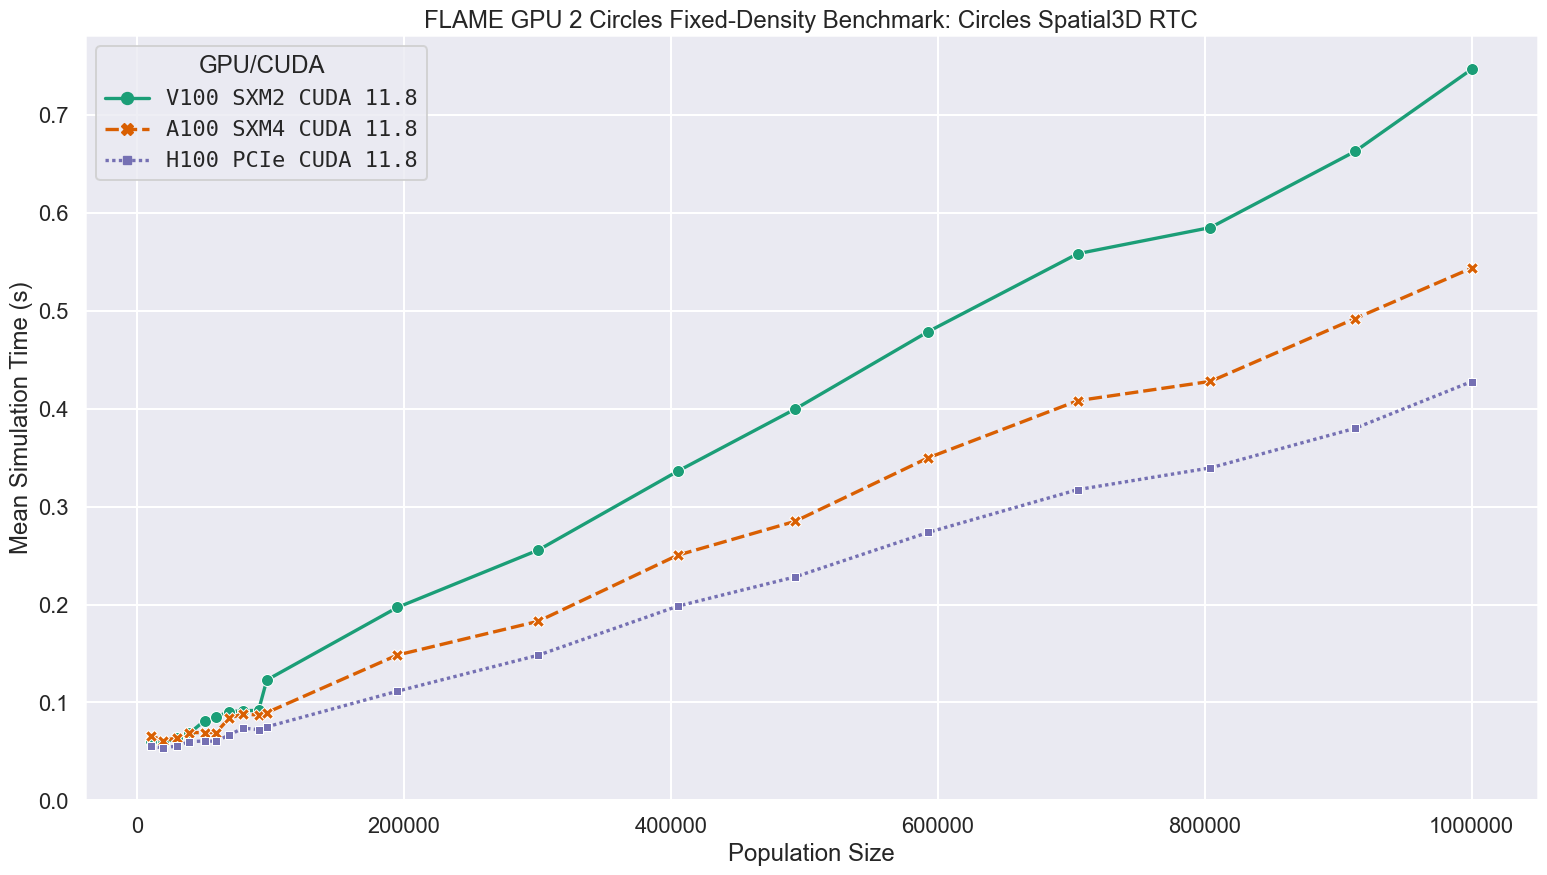 FLAME GPU 2 Circles Fixed-Density Benchmark: Circles Spatial3D RTC
GPU/CUDA
V100 SXM2 CUDA 11.8
A100 SXM4 CUDA 11.8
H100 PCIe CUDA 11.8
Mean Simulation Time (s)
0.7
0.6
0.5
0.4
0.3
0.2
0.1
0.0
0 200000 400000 600000 800000 1000000
Population Size